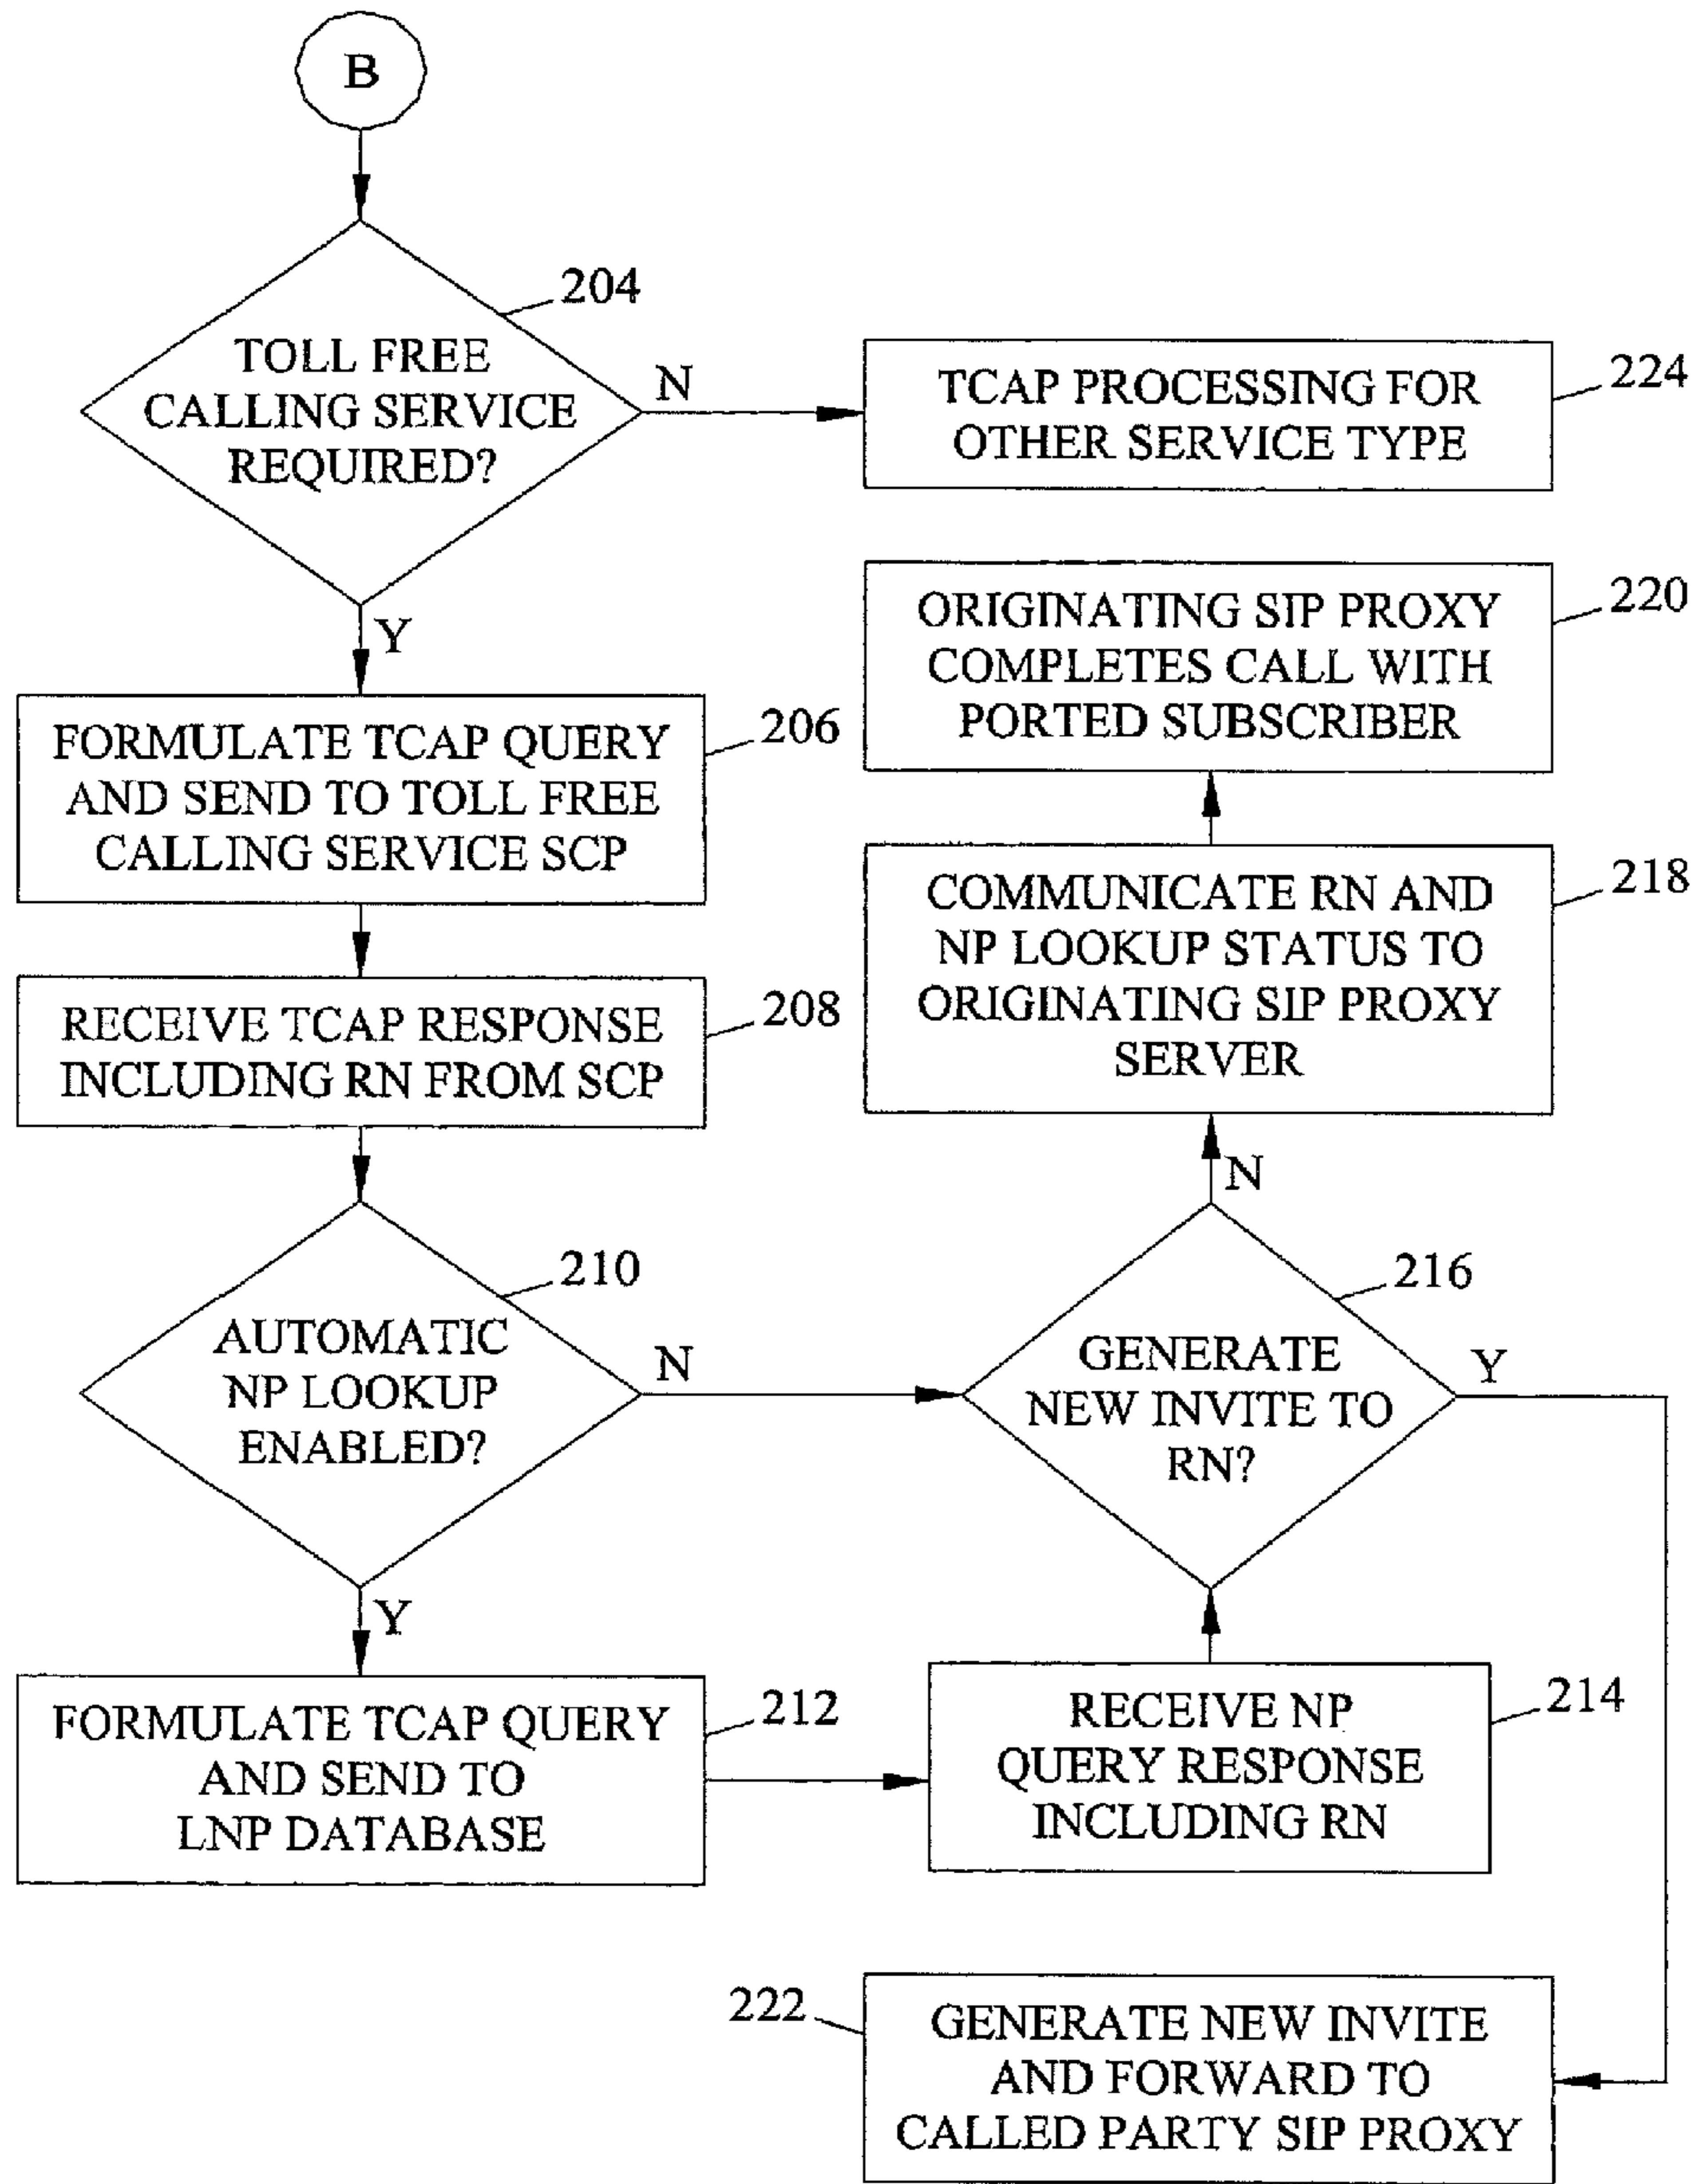 B
204
TOLL FREE
CALLING SERVICE
REQUIRED?
N
TCAP PROCESSING FOR
OTHER SERVICE TYPE
224
Y
ORIGINATING SIP PROXY
COMPLETES CALL WITH
PORTED SUBSCRIBER
220
FORMULATE TCAP QUERY
AND SEND TO TOLL FREE
CALLING SERVICE SCP
206
COMMUNICATE RN AND
NP LOOKUP STATUS TO
ORIGINATING SIP PROXY
SERVER
218
RECEIVE TCAP RESPONSE
INCLUDING RN FROM SCP
208
N
210
AUTOMATIC
NP LOOKUP
ENABLED?
N
216
GENERATE
NEW INVITE TO
RN?
Y
Y
FORMULATE TCAP QUERY
AND SEND TO
LNP DATABASE
212
RECEIVE NP
QUERY RESPONSE
INCLUDING RN
214
222
GENERATE NEW INVITE
AND FORWARD TO
CALLED PARTY SIP PROXY